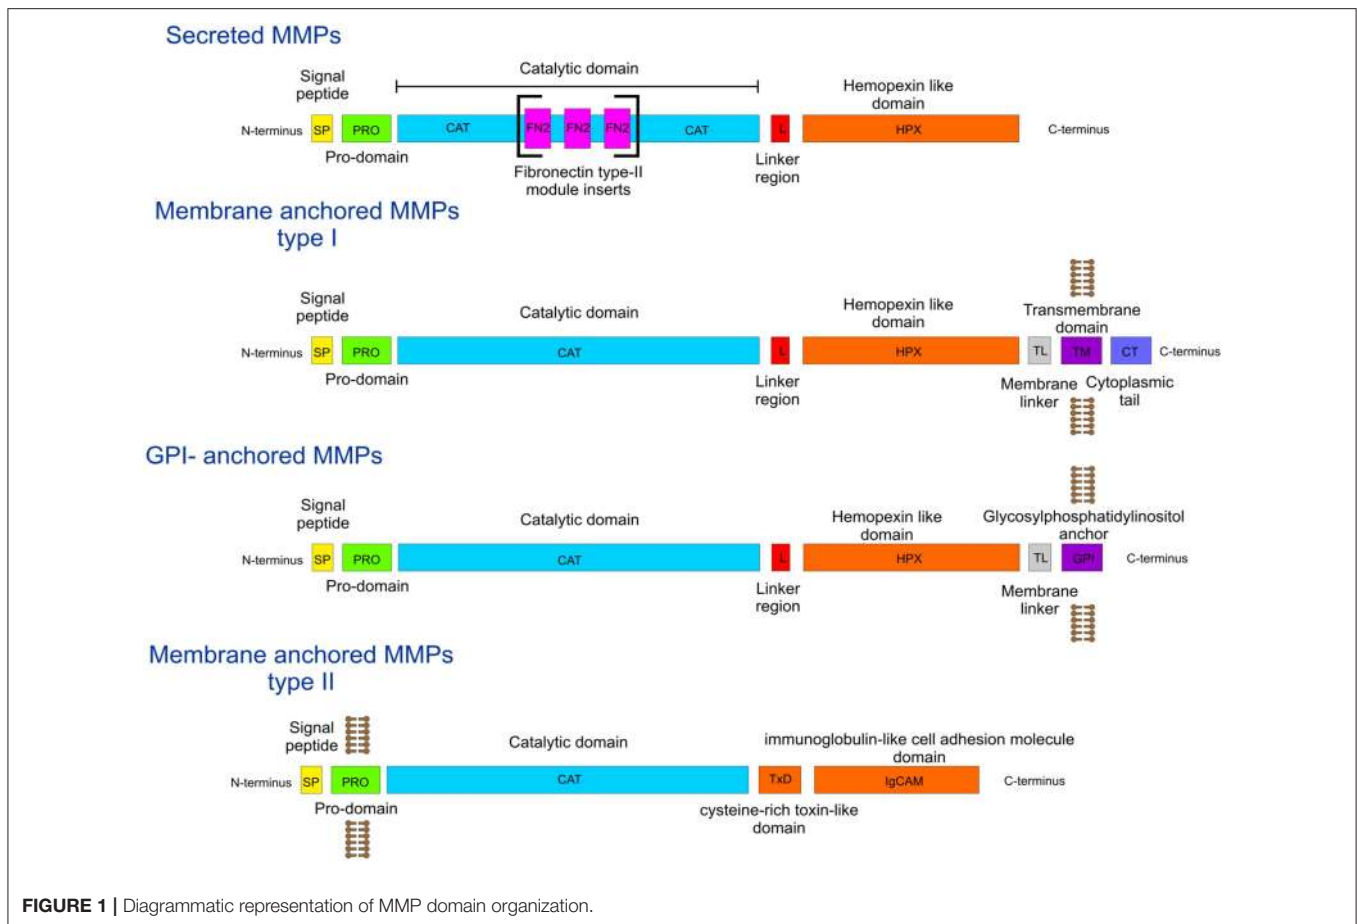 Secreted MMPs
Catalytic domain
Signal
peptide
Hemopexin like
domain
N-terminus SP PRO CAT FN2 FN2 FN2 CAT L HPX C-terminus
Pro-domain
Fibronectin type-II
module inserts
Linker
region
Membrane anchored MMPs
type I
Signal
peptide
Catalytic domain
Hemopexin like
domain
Transmembrane
domain
N-terminus SP PRO CAT L HPX TL TM CT C-terminus
Pro-domain
Linker
region
Membrane
linker
Cytoplasmic
tail
GPI- anchored MMPs
Signal
peptide
Catalytic domain
Hemopexin like
domain
Glycosylphosphatidylinositol
anchor
N-terminus SP PRO CAT L HPX TL GPI C-terminus
Pro-domain
Linker
region
Membrane
linker
Membrane anchored MMPs
type II
Signal
peptide
Catalytic domain
immunoglobulin-like cell adhesion molecule
domain
N-terminus SP PRO CAT TxD IgCAM C-terminus
Pro-domain
cysteine-rich toxin-like
domain
FIGURE 1 | Diagrammatic representation of MMP domain organization.